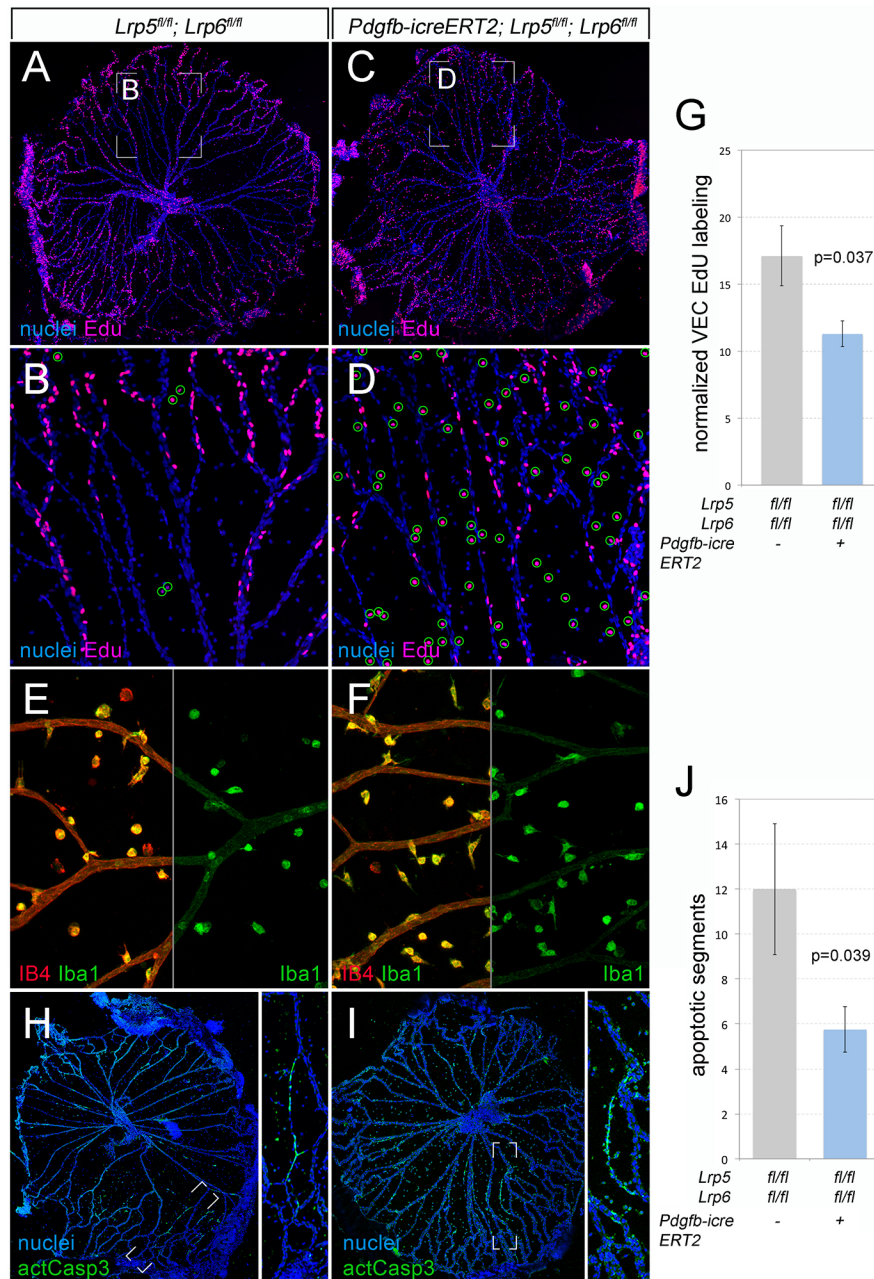 Lrp5fl/fl; Lrp6fl/fl
Pdgfb-icreERT2; Lrp5fl/fl; Lrp6fl/fl
A
B
nuclei Edu
C
D
nuclei Edu
B
nuclei Edu
D
nuclei Edu
E
IB4 Iba1
Iba1
F
IB4 Iba1
Iba1
H
nuclei
actCasp3
I
nuclei
actCasp3
G
normalized VEC EdU labeling
25
20
15
10
5
0
p=0.037
Lrp5 fl/fl fl/fl
Lrp6 fl/fl fl/fl
Pdgfb-icre - +
ERT2
J
apoptotic segments
16
14
12
10
8
6
4
2
0
p=0.039
Lrp5 fl/fl fl/fl
Lrp6 fl/fl fl/fl
Pdgfb-icre - +
ERT2